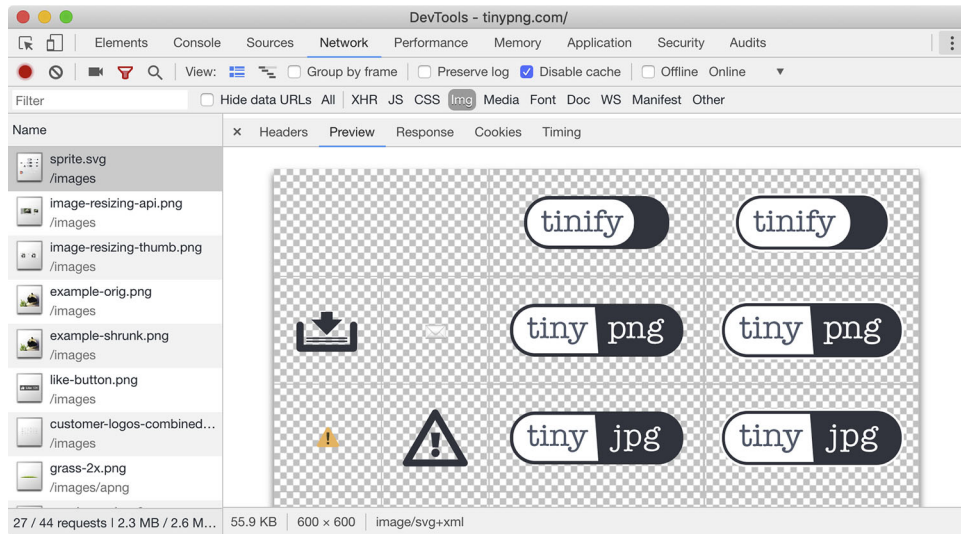 DevTools - tinypng.com/
Elements Console Sources Network Performance Memory Application Security Audits
View: Group by frame Preserve log Disable cache Offline Online
Filter Hide data URLs All XHR JS CSS Img Media Font Doc WS Manifest Other
Name × Headers Preview Response Cookies Timing
sprite.svg
/images
image-resizing-api.png
/images
image-resizing-thumb.png
/images
example-orig.png
/images
example-shrunk.png
/images
like-button.png
/images
customer-logos-combined...
/images
grass-2x.png
/images/apng
tinify tinify
tiny png tiny png
tiny jpg tiny jpg
27 / 44 requests | 2.3 MB / 2.6 M... 55.9 KB 600 × 600 image/svg+xml